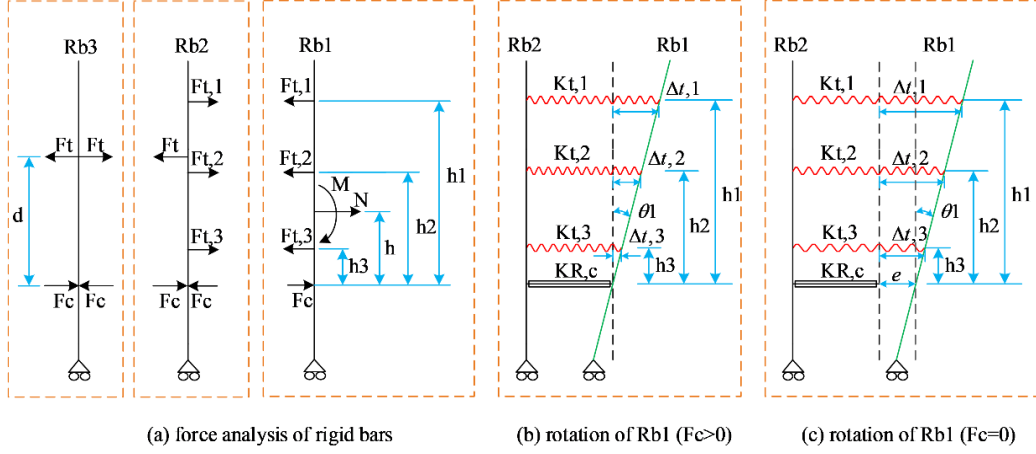 Rb3
Ft
Ft
d
Fc
Fc
Rb2
Ft,1
Ft
Ft,2
Ft,3
Fc
Fc
Rb1
Ft,1
Ft,2
M
N
Ft,3
Fc
h3
h
h2
h1
(a) force analysis of rigid bars
Rb2
Rb1
Kt,1
Δt,1
Kt,2
Δt,2
θ1
Kt,3
Δt,3
KR,c
h3
h2
h1
(b) rotation of Rb1 (Fc>0)
Rb2
Rb1
Kt,1
Δt,1
Kt,2
Δt,2
θ1
Kt,3
Δt,3
KR,c
e
h3
h2
h1
(c) rotation of Rb1 (Fc=0)